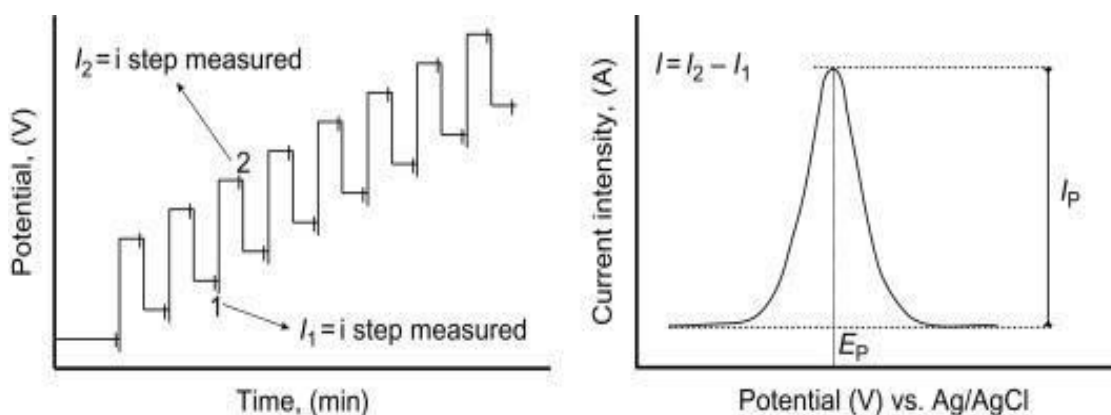 I₂ = i step measured
2
1
I₁ = i step measured
Potential, (V)
Time, (min)
I = I₂ – I₁
Iₚ
Eₚ
Current intensity, (A)
Potential (V) vs. Ag/AgCl